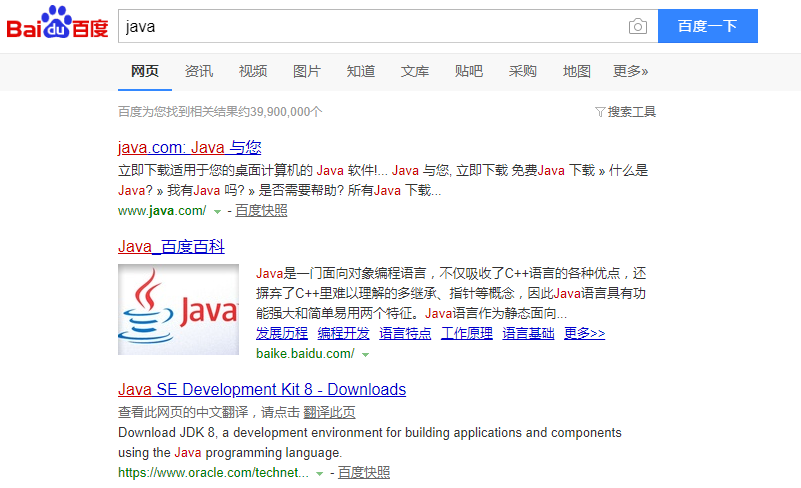 Bai du 百度
java
百度一下
网页 资讯 视频 图片 知道 文库 贴吧 采购 地图 更多»
百度为您找到相关结果约39,900,000个 搜索工具
java.com: Java 与您
立即下载适用于您的桌面计算机的 Java 软件!... Java 与您, 立即下载 免费Java 下载 » 什么是
Java? » 我有Java 吗? » 是否需要帮助? 所有Java 下载...
www.java.com/ - 百度快照
Java_百度百科
Java
Java是一门面向对象编程语言，不仅吸收了C++语言的各种优点，还
摒弃了C++里难以理解的多继承、指针等概念，因此Java语言具有功
能强大和简单易用两个特征。Java语言作为静态面向...
发展历程 编程开发 语言特点 工作原理 语言基础 更多>>
baike.baidu.com/
Java SE Development Kit 8 - Downloads
查看此网页的中文翻译，请点击 翻译此页
Download JDK 8, a development environment for building applications and components
using the Java programming language.
https://www.oracle.com/technet... - 百度快照